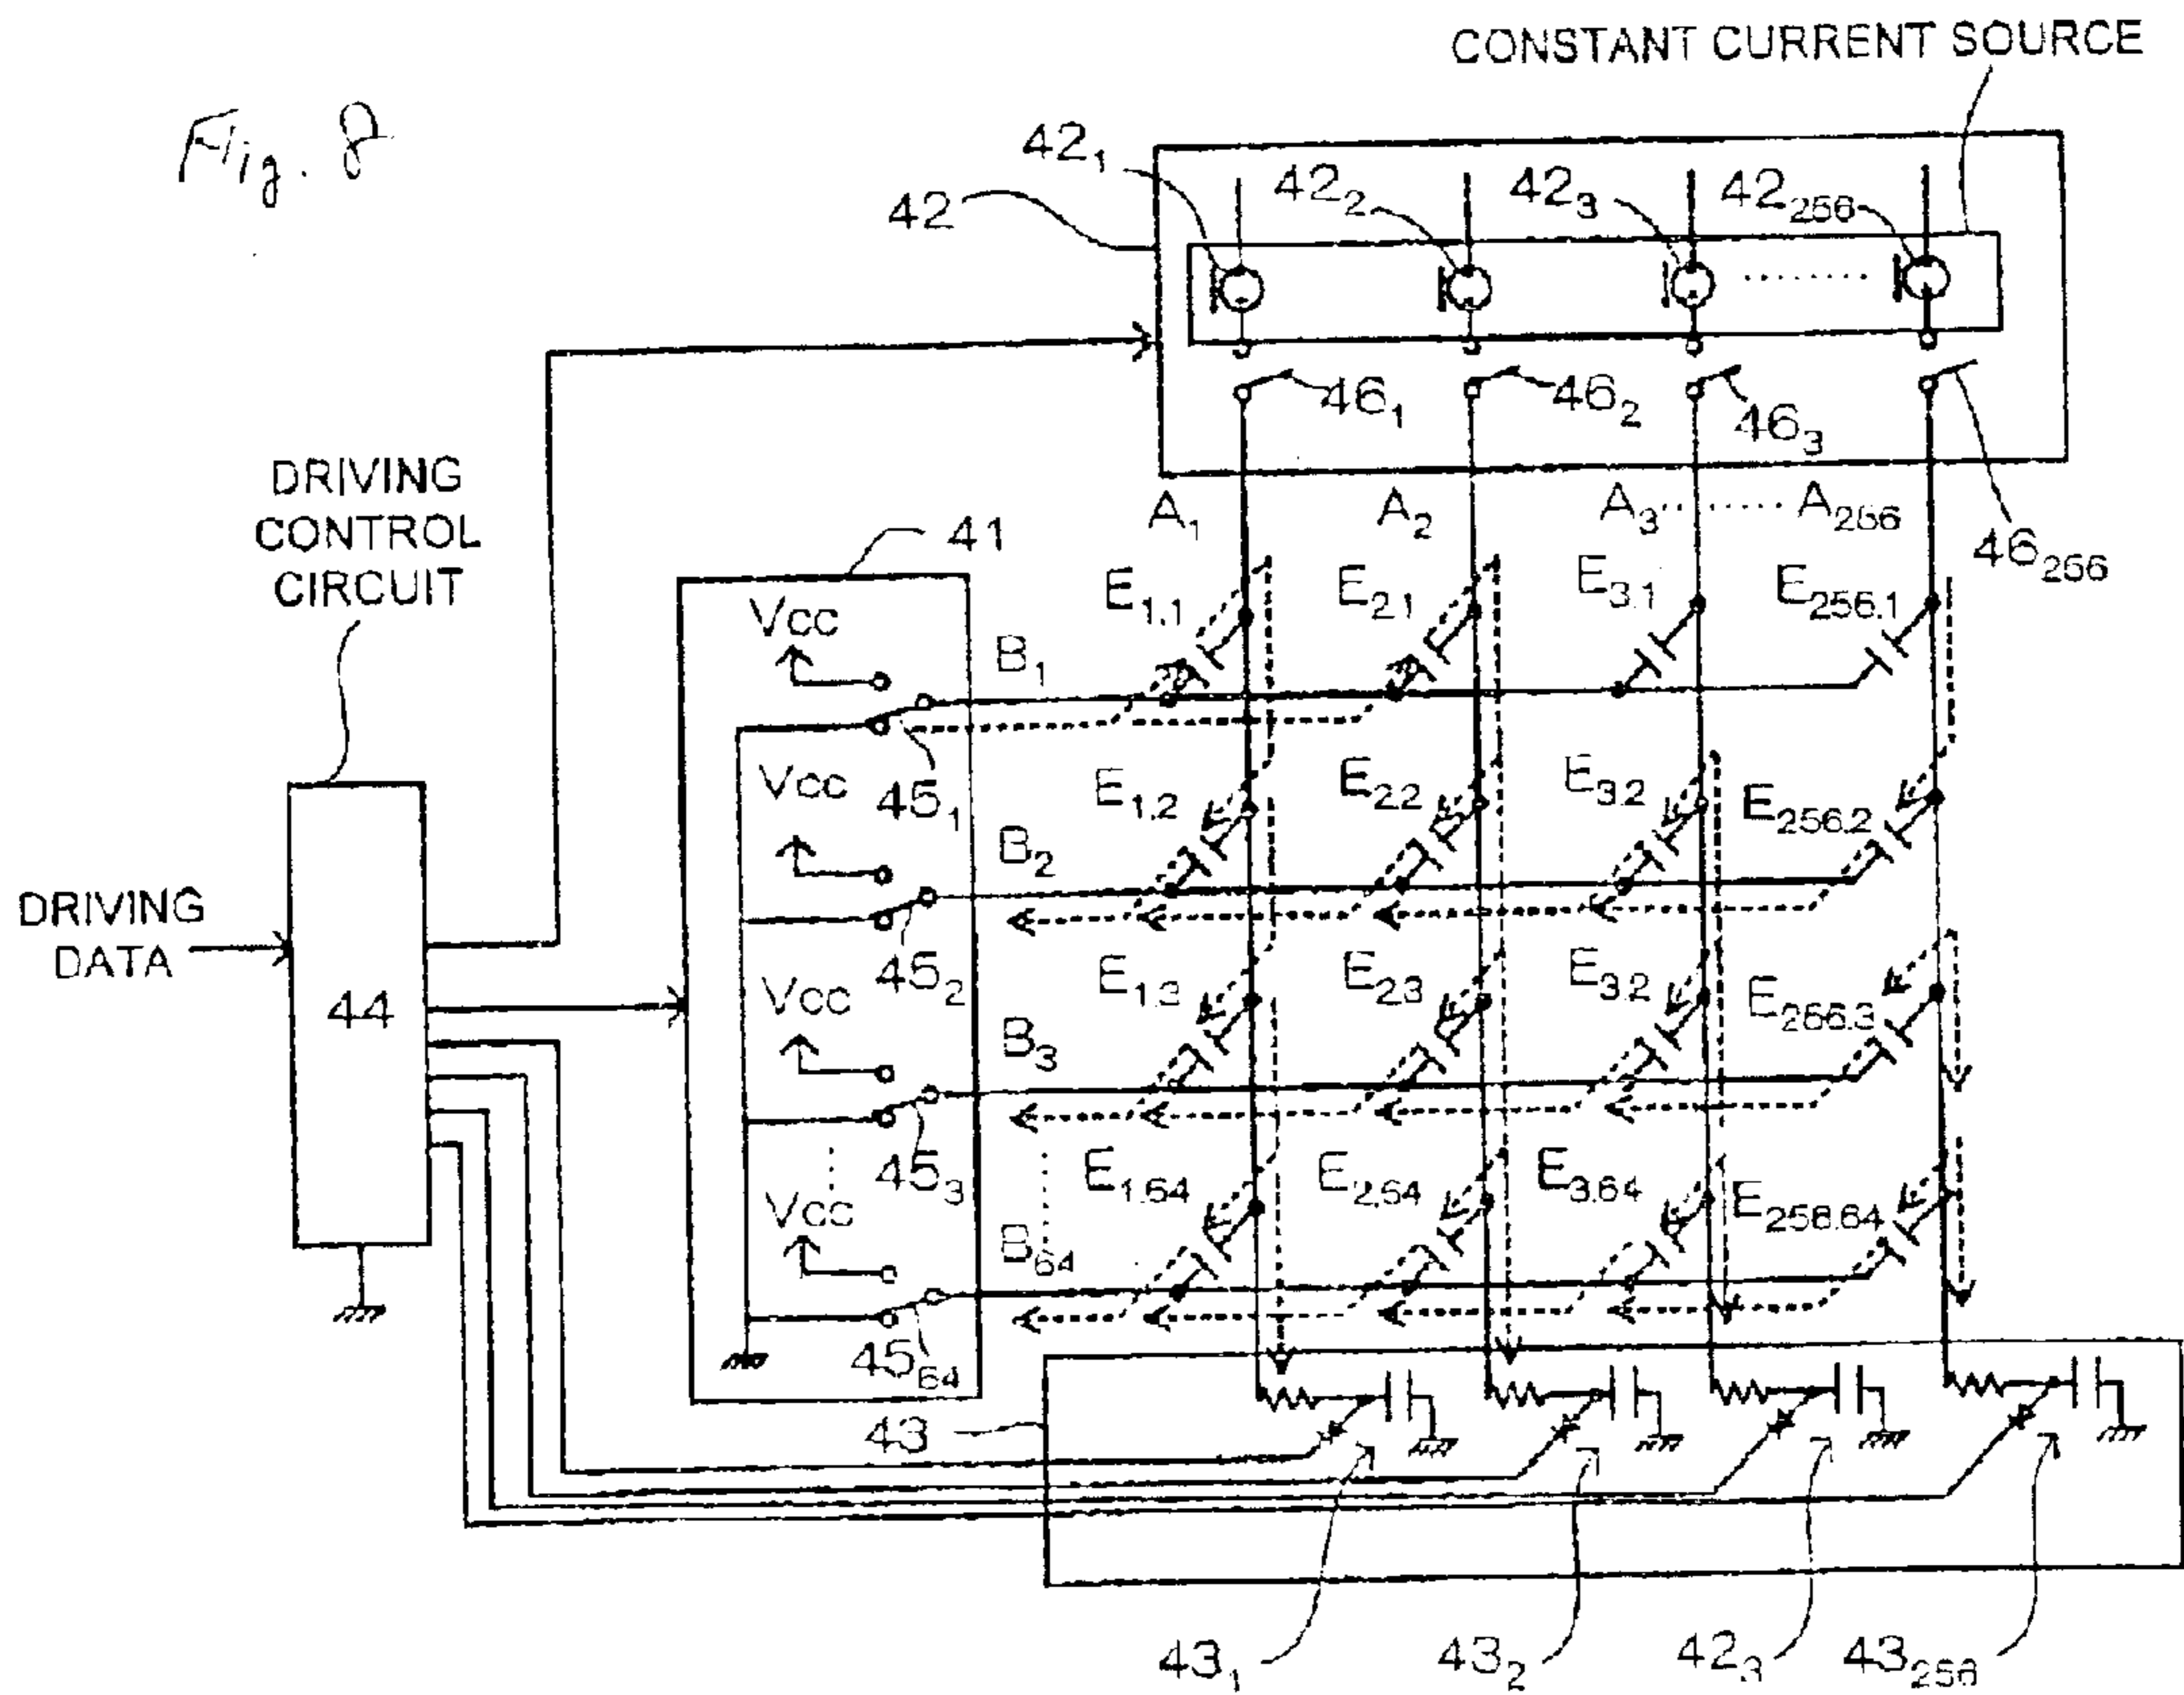 CONSTANT CURRENT SOURCE
Fig. 8
42₁
42
42₂
42₃
42₂₅₆
46₁
46₂
46₃
46₂₅₆
DRIVING
CONTROL
CIRCUIT
41
A₁
A₂
A₃ ........ A₂₅₆
E₁.₁
E₂.₁
E₃.₁
E₂₅₆.₁
Vcc
B₁
45₁
Vcc
E₁.₂
E₂.₂
E₃.₂
E₂₅₆.₂
B₂
45₂
DRIVING
DATA
44
Vcc
E₁.₃
E₂.₃
E₃.₂
E₂₅₆.₃
B₃
45₃
Vcc
E₁.₆₄
E₂.₆₄
E₃.₆₄
E₂₅₆.₆₄
B₆₄
45₆₄
43
43₁
43₂
42₃
43₂₅₆